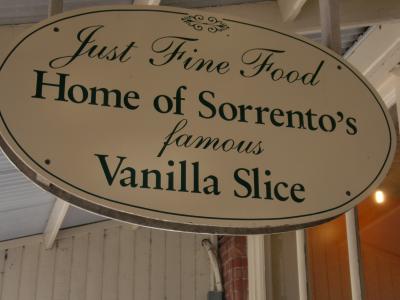 Just Fine Food
Home of Sorrento's
famous
Vanilla Slice